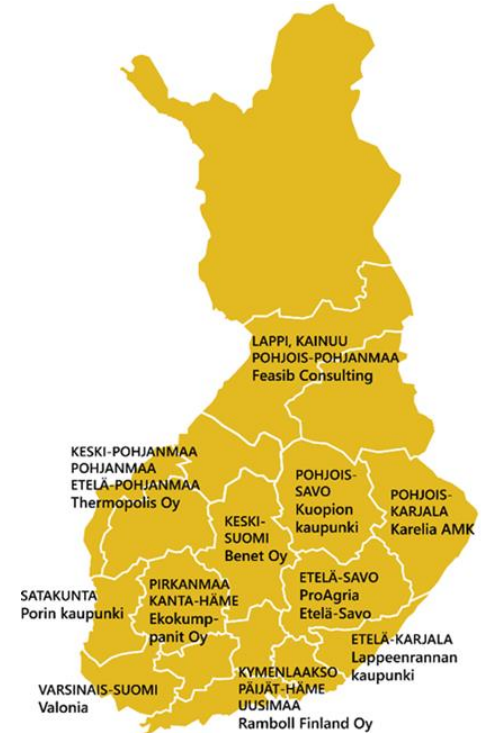 LAPPI, KAINUU
POHJOIS-POHJANMAA
Feasib Consulting
KESKI-POHJANMAA
POHJANMAA
ETELÄ-POHJANMAA
Thermopolis Oy
POHJOIS-
SAVO
Kuopion
kaupunki
POHJOIS-
KARJALA
Karelia AMK
KESKI-
SUOMI
Benet Oy
SATAKUNTA
Porin kaupunki
PIRKANMAA
KANTA-HÄME
Ekokump-
panit Oy
ETELÄ-SAVO
ProAgria
Etelä-Savo
ETELÄ-KARJALA
Lappeenrannan
kaupunki
VARSINAIS-SUOMI
Valonia
KYMENLAAKSO
PÄIJÄT-HÄME
UUSIMAA
Ramboll Finland Oy